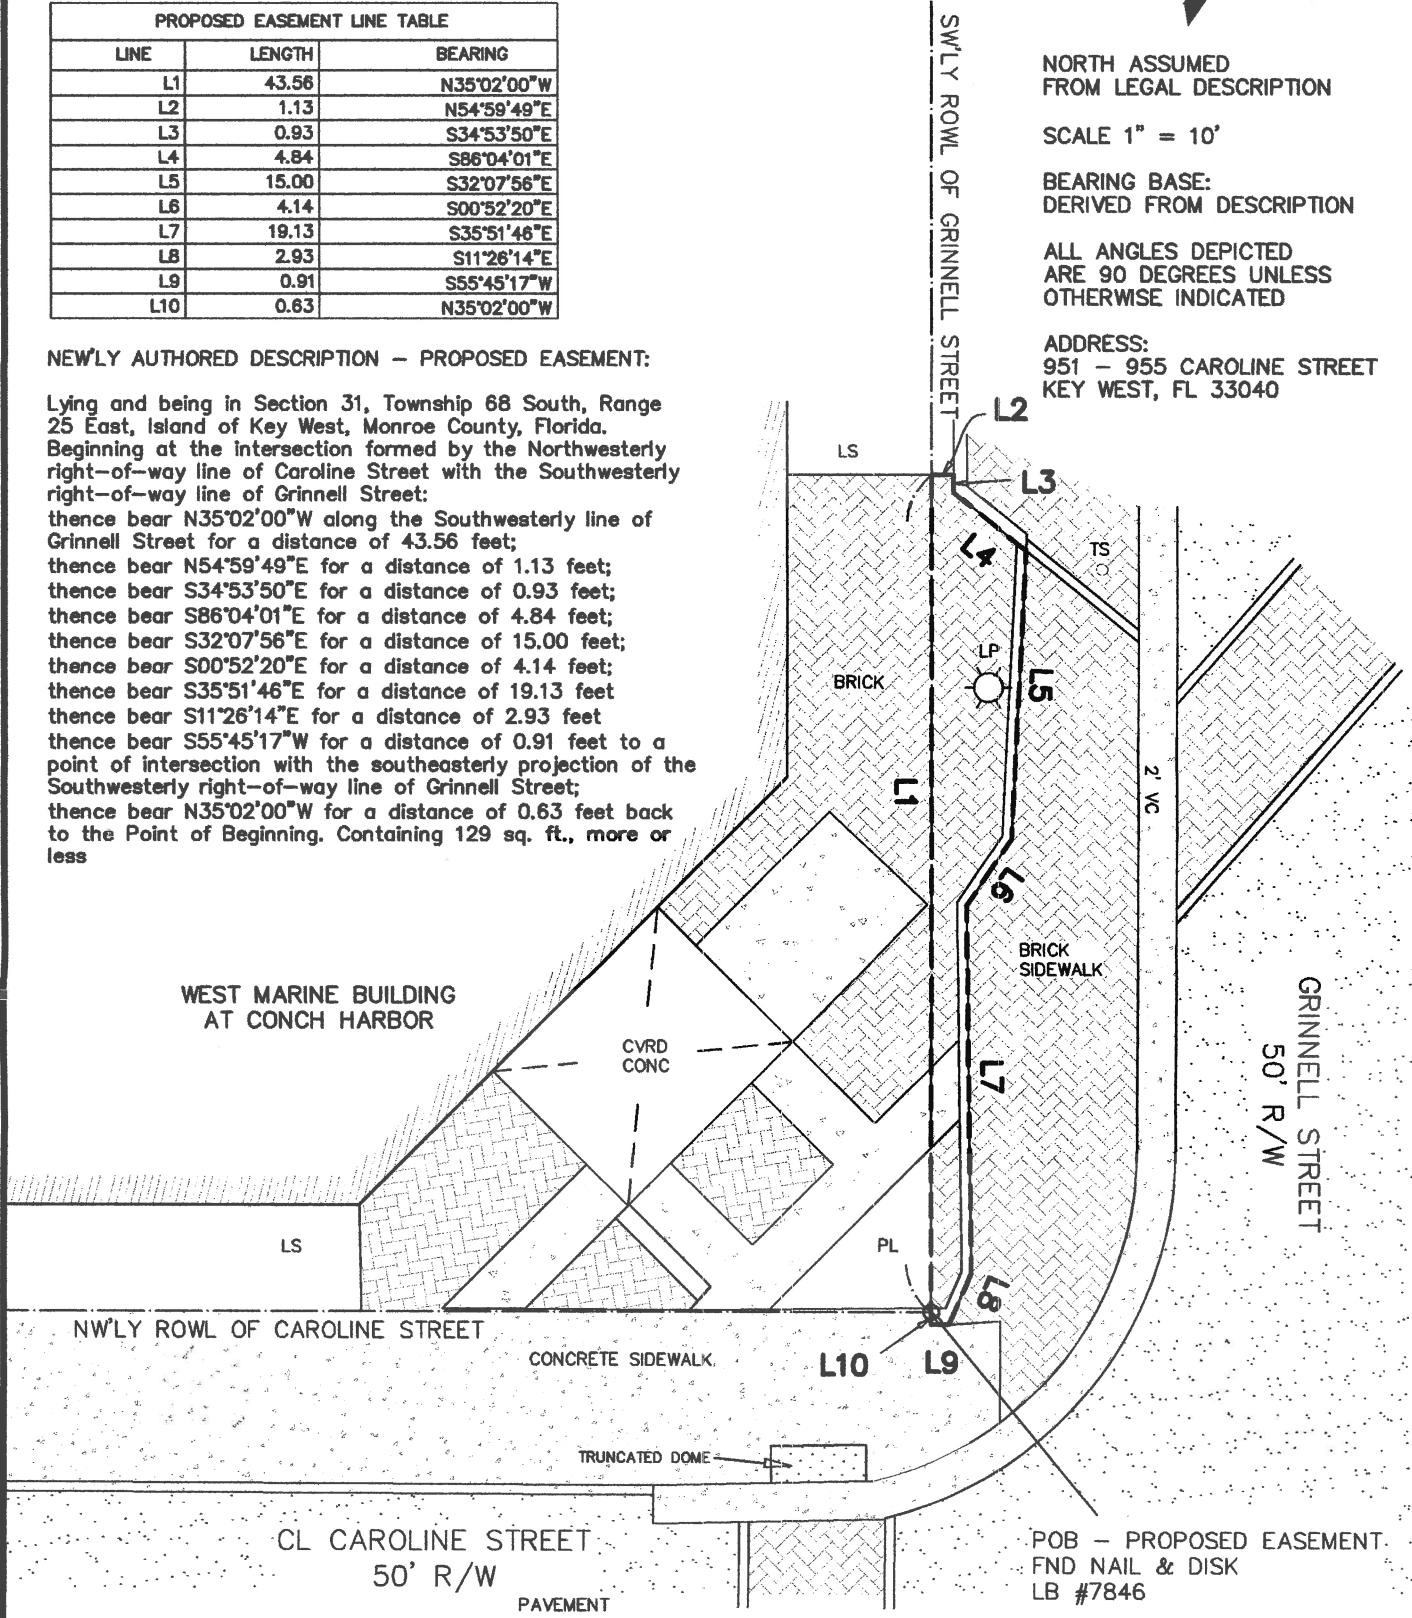 PROPOSED EASEMENT LINE TABLE
LINE LENGTH BEARING
L1 43.56 N35°02'00"W
L2 1.13 N54°59'49"E
L3 0.93 S34°53'50"E
L4 4.84 S86°04'01"E
L5 15.00 S32°07'56"E
L6 4.14 S00°52'20"E
L7 19.13 S35°51'46"E
L8 2.93 S11°26'14"E
L9 0.91 S55°45'17"W
L10 0.63 N35°02'00"W
NEW'LY AUTHORED DESCRIPTION – PROPOSED EASEMENT:
Lying and being in Section 31, Township 68 South, Range
25 East, Island of Key West, Monroe County, Florida.
Beginning at the intersection formed by the Northwesterly
right-of-way line of Caroline Street with the Southwesterly
right-of-way line of Grinnell Street:
thence bear N35°02'00"W along the Southwesterly line of
Grinnell Street for a distance of 43.56 feet;
thence bear N54°59'49"E for a distance of 1.13 feet;
thence bear S34°53'50"E for a distance of 0.93 feet;
thence bear S86°04'01"E for a distance of 4.84 feet;
thence bear S32°07'56"E for a distance of 15.00 feet;
thence bear S00°52'20"E for a distance of 4.14 feet;
thence bear S35°51'46"E for a distance of 19.13 feet
thence bear S11°26'14"E for a distance of 2.93 feet
thence bear S55°45'17"W for a distance of 0.91 feet to a
point of intersection with the southeasterly projection of the
Southwesterly right-of-way line of Grinnell Street;
thence bear N35°02'00"W for a distance of 0.63 feet back
to the Point of Beginning. Containing 129 sq. ft., more or
less
SW'LY ROWL OF GRINNELL STREET
NORTH ASSUMED
FROM LEGAL DESCRIPTION
SCALE 1" = 10'
BEARING BASE:
DERIVED FROM DESCRIPTION
ALL ANGLES DEPICTED
ARE 90 DEGREES UNLESS
OTHERWISE INDICATED
ADDRESS:
951 – 955 CAROLINE STREET
KEY WEST, FL 33040
L2
LS
L3
L4
TS
LP
BRICK
L5
L1
2' VC
L6
BRICK
SIDEWALK
WEST MARINE BUILDING
AT CONCH HARBOR
CVRD
CONC
L7
GRINNELL STREET
50' R/W
LS
PL
L8
NW'LY ROWL OF CAROLINE STREET
CONCRETE SIDEWALK
L10
L9
TRUNCATED DOME
CL CAROLINE STREET
50' R/W
PAVEMENT
POB – PROPOSED EASEMENT
FND NAIL & DISK
LB #7846